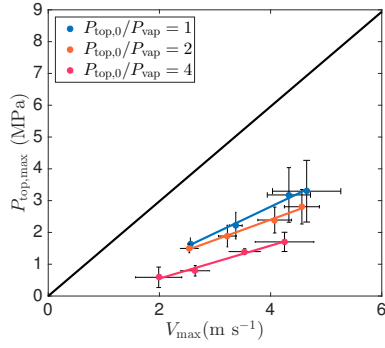 9
8
7
6
5
4
3
2
1
0
P_top,max (MPa)
P_top,0/P_vap = 1
P_top,0/P_vap = 2
P_top,0/P_vap = 4
0 2 4 6
V_max(m s⁻¹)